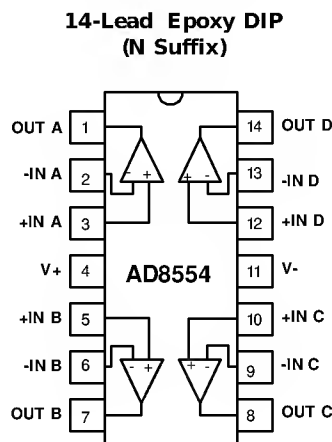 14-Lead Epoxy DIP
(N Suffix)
OUT A 1 14 OUT D
-IN A 2 - + + - 13 -IN D
+IN A 3 12 +IN D
V+ 4 AD8554 11 V-
+IN B 5 10 +IN C
-IN B 6 - + + - 9 -IN C
OUT B 7 8 OUT C